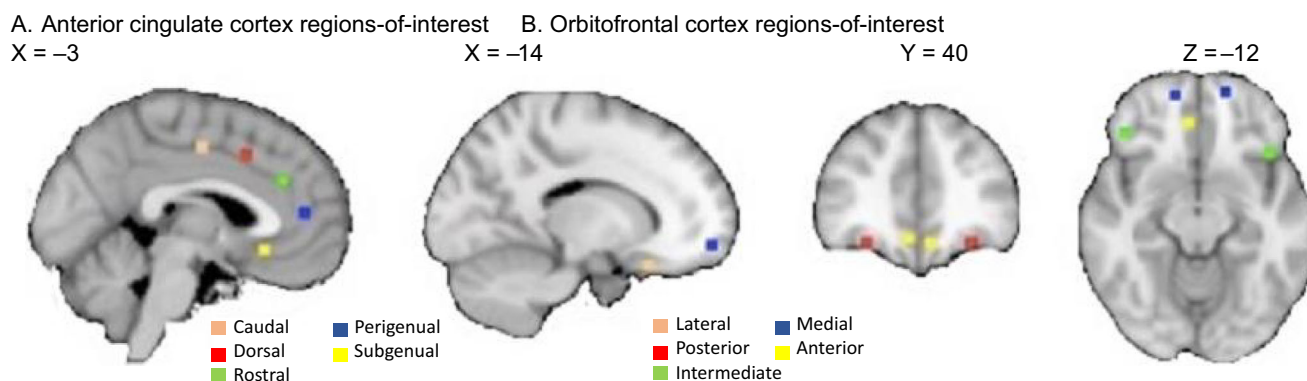 A. Anterior cingulate cortex regions-of-interest B. Orbitofrontal cortex regions-of-interest
X = –3 X = –14 Y = 40 Z = –12
Caudal Perigenual
Dorsal Subgenual
Rostral
Lateral Medial
Posterior Anterior
Intermediate